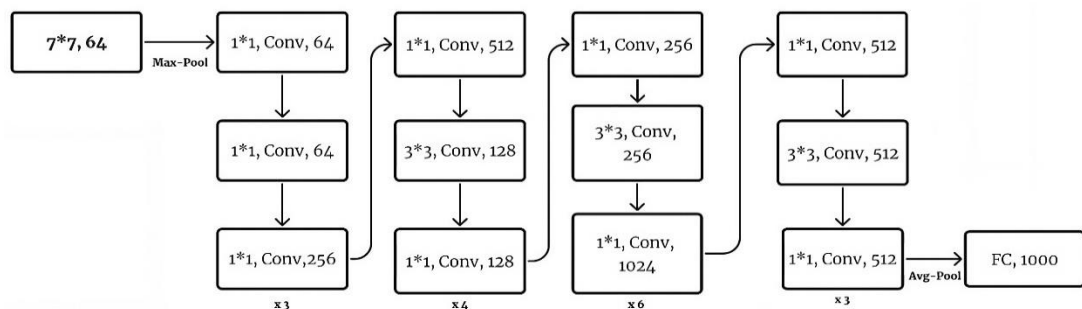 7*7, 64
Max-Pool
1*1, Conv, 64
1*1, Conv, 64
1*1, Conv,256
x 3
1*1, Conv, 512
3*3, Conv, 128
1*1, Conv, 128
x 4
1*1, Conv, 256
3*3, Conv,
256
1*1, Conv,
1024
x 6
1*1, Conv, 512
3*3, Conv, 512
1*1, Conv, 512
x 3
Avg-Pool
FC, 1000